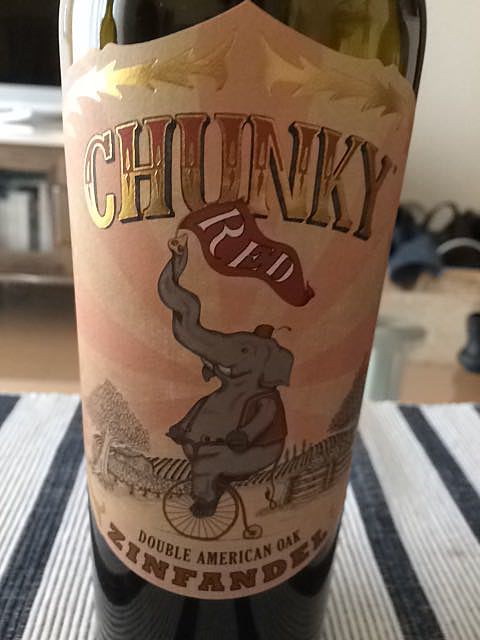 CHUNKY
RED
DOUBLE AMERICAN OAK
ZINFANDEL